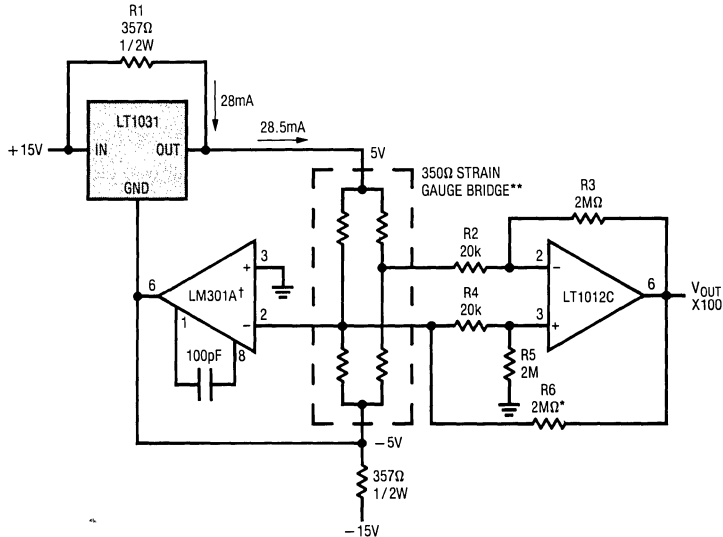 R1
357Ω
1/2W
28mA
LT1031
28.5mA
+15V
IN
OUT
GND
5V
350Ω STRAIN
GAUGE BRIDGE**
R3
2MΩ
R2
20k
2
−
6
LT1012C
VOUT
X100
R4
20k
3
+
R5
2M
R6
2MΩ*
6
LM301A†
3
+
2
−
1
100pF
8
−5V
357Ω
1/2W
−15V